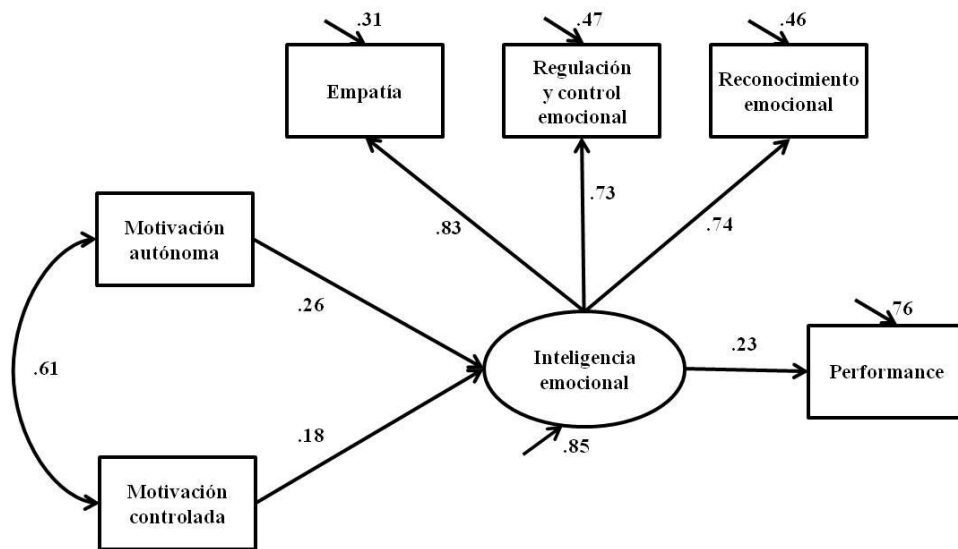 .31
.47
.46
Empatía
Regulación
y control
emocional
Reconocimiento
emocional
.83
.73
.74
Motivación
autónoma
.26
.61
Inteligencia
emocional
.23
76
Performance
.18
.85
Motivación
controlada